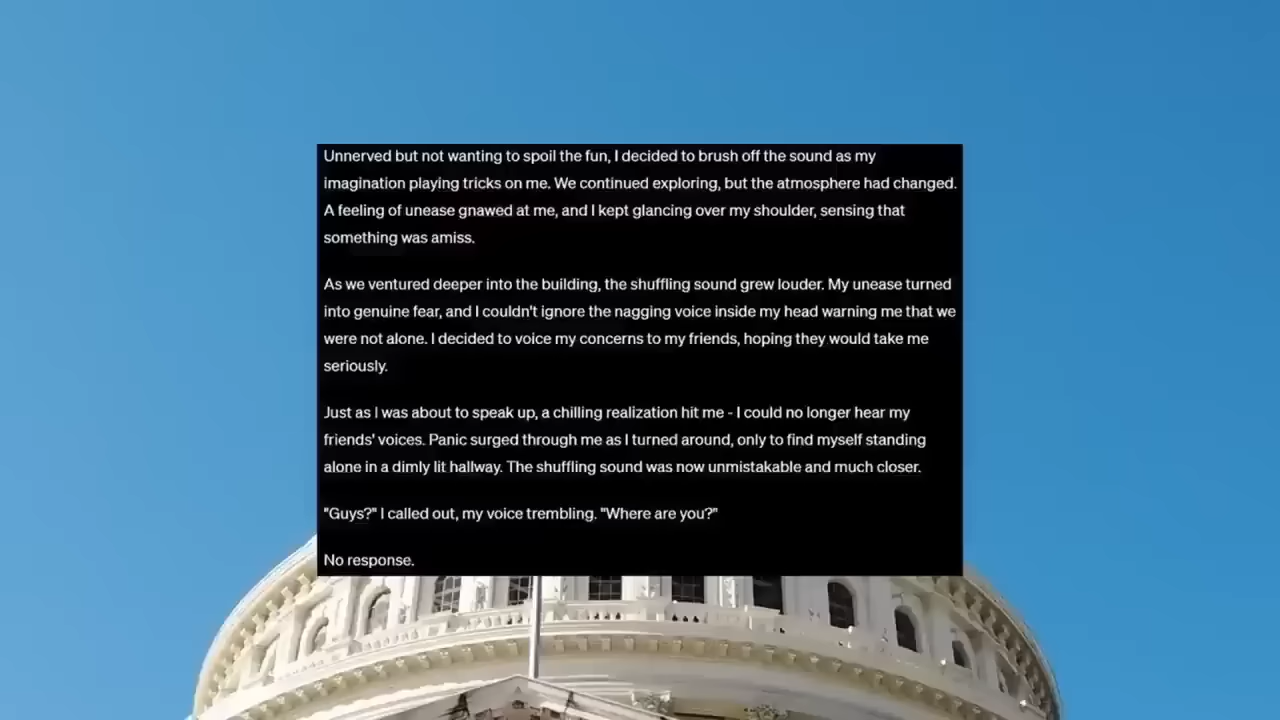 Unnerved but not wanting to spoil the fun, I decided to brush off the sound as my
imagination playing tricks on me. We continued exploring, but the atmosphere had changed.
A feeling of unease gnawed at me, and I kept glancing over my shoulder, sensing that
something was amiss.
As we ventured deeper into the building, the shuffling sound grew louder. My unease turned
into genuine fear, and I couldn't ignore the nagging voice inside my head warning me that we
were not alone. I decided to voice my concerns to my friends, hoping they would take me
seriously.
Just as I was about to speak up, a chilling realization hit me - I could no longer hear my
friends' voices. Panic surged through me as I turned around, only to find myself standing
alone in a dimly lit hallway. The shuffling sound was now unmistakable and much closer.
"Guys?" I called out, my voice trembling. "Where are you?"
No response.